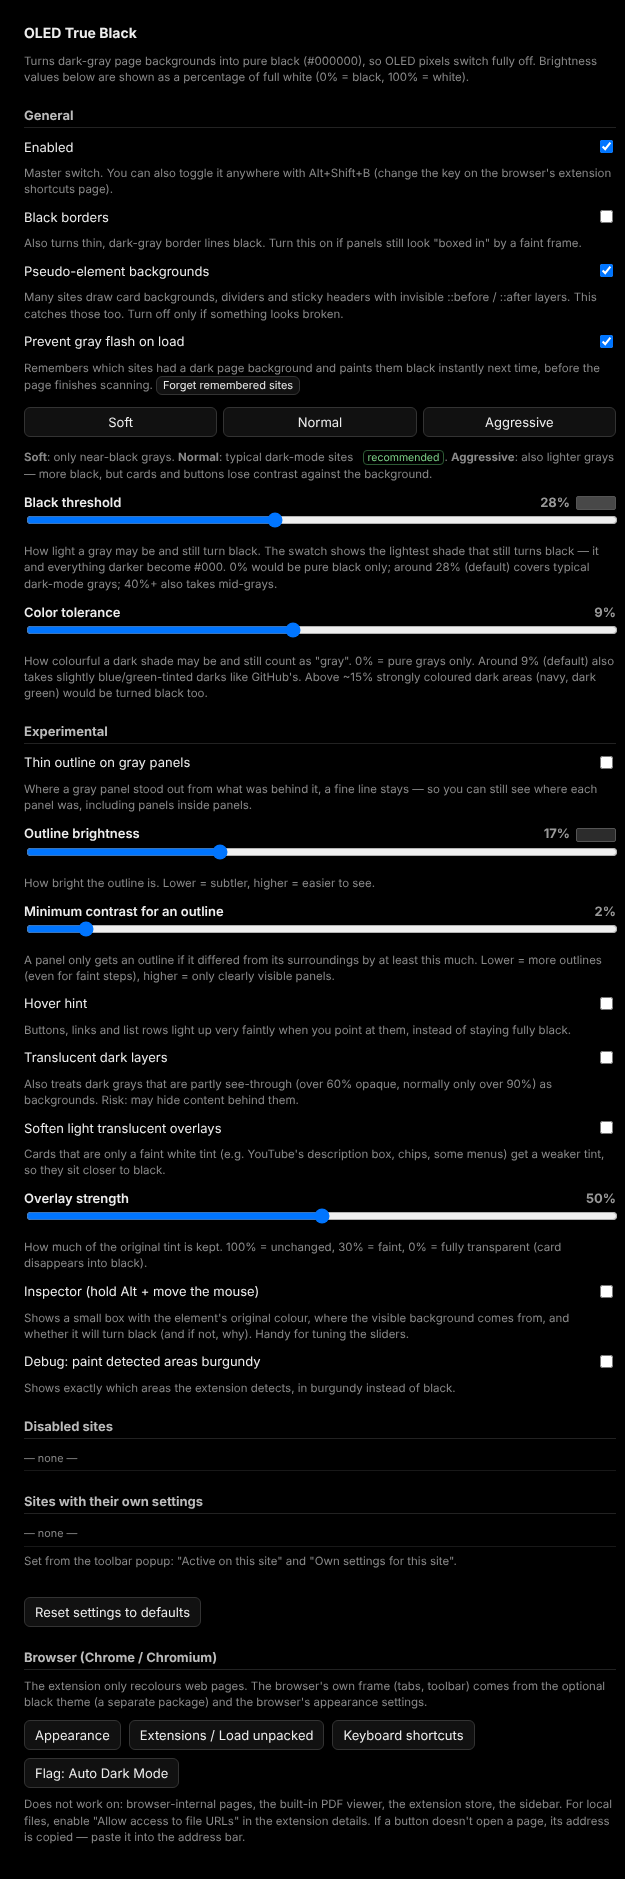 OLED True Black
Turns dark-gray page backgrounds into pure black (#000000), so OLED pixels switch fully off. Brightness
values below are shown as a percentage of full white (0% = black, 100% = white).
General
Enabled
Master switch. You can also toggle it anywhere with Alt+Shift+B (change the key on the browser's extension
shortcuts page).
Black borders
Also turns thin, dark-gray border lines black. Turn this on if panels still look "boxed in" by a faint frame.
Pseudo-element backgrounds
Many sites draw card backgrounds, dividers and sticky headers with invisible ::before / ::after layers. This
catches those too. Turn off only if something looks broken.
Prevent gray flash on load
Remembers which sites had a dark page background and paints them black instantly next time, before the
page finishes scanning. Forget remembered sites
Soft Normal Aggressive
Soft: only near-black grays. Normal: typical dark-mode sites recommended. Aggressive: also lighter grays
— more black, but cards and buttons lose contrast against the background.
Black threshold 28%
How light a gray may be and still turn black. The swatch shows the lightest shade that still turns black — it
and everything darker become #000. 0% would be pure black only; around 28% (default) covers typical
dark-mode grays; 40%+ also takes mid-grays.
Color tolerance 9%
How colourful a dark shade may be and still count as "gray". 0% = pure grays only. Around 9% (default) also
takes slightly blue/green-tinted darks like GitHub's. Above ~15% strongly coloured dark areas (navy, dark
green) would be turned black too.
Experimental
Thin outline on gray panels
Where a gray panel stood out from what was behind it, a fine line stays — so you can still see where each
panel was, including panels inside panels.
Outline brightness 17%
How bright the outline is. Lower = subtler, higher = easier to see.
Minimum contrast for an outline 2%
A panel only gets an outline if it differed from its surroundings by at least this much. Lower = more outlines
(even for faint steps), higher = only clearly visible panels.
Hover hint
Buttons, links and list rows light up very faintly when you point at them, instead of staying fully black.
Translucent dark layers
Also treats dark grays that are partly see-through (over 60% opaque, normally only over 90%) as
backgrounds. Risk: may hide content behind them.
Soften light translucent overlays
Cards that are only a faint white tint (e.g. YouTube's description box, chips, some menus) get a weaker tint,
so they sit closer to black.
Overlay strength 50%
How much of the original tint is kept. 100% = unchanged, 30% = faint, 0% = fully transparent (card
disappears into black).
Inspector (hold Alt + move the mouse)
Shows a small box with the element's original colour, where the visible background comes from, and
whether it will turn black (and if not, why). Handy for tuning the sliders.
Debug: paint detected areas burgundy
Shows exactly which areas the extension detects, in burgundy instead of black.
Disabled sites
— none —
Sites with their own settings
— none —
Set from the toolbar popup: "Active on this site" and "Own settings for this site".
Reset settings to defaults
Browser (Chrome / Chromium)
The extension only recolours web pages. The browser's own frame (tabs, toolbar) comes from the optional
black theme (a separate package) and the browser's appearance settings.
Appearance Extensions / Load unpacked Keyboard shortcuts
Flag: Auto Dark Mode
Does not work on: browser-internal pages, the built-in PDF viewer, the extension store, the sidebar. For local
files, enable "Allow access to file URLs" in the extension details. If a button doesn't open a page, its address
is copied — paste it into the address bar.